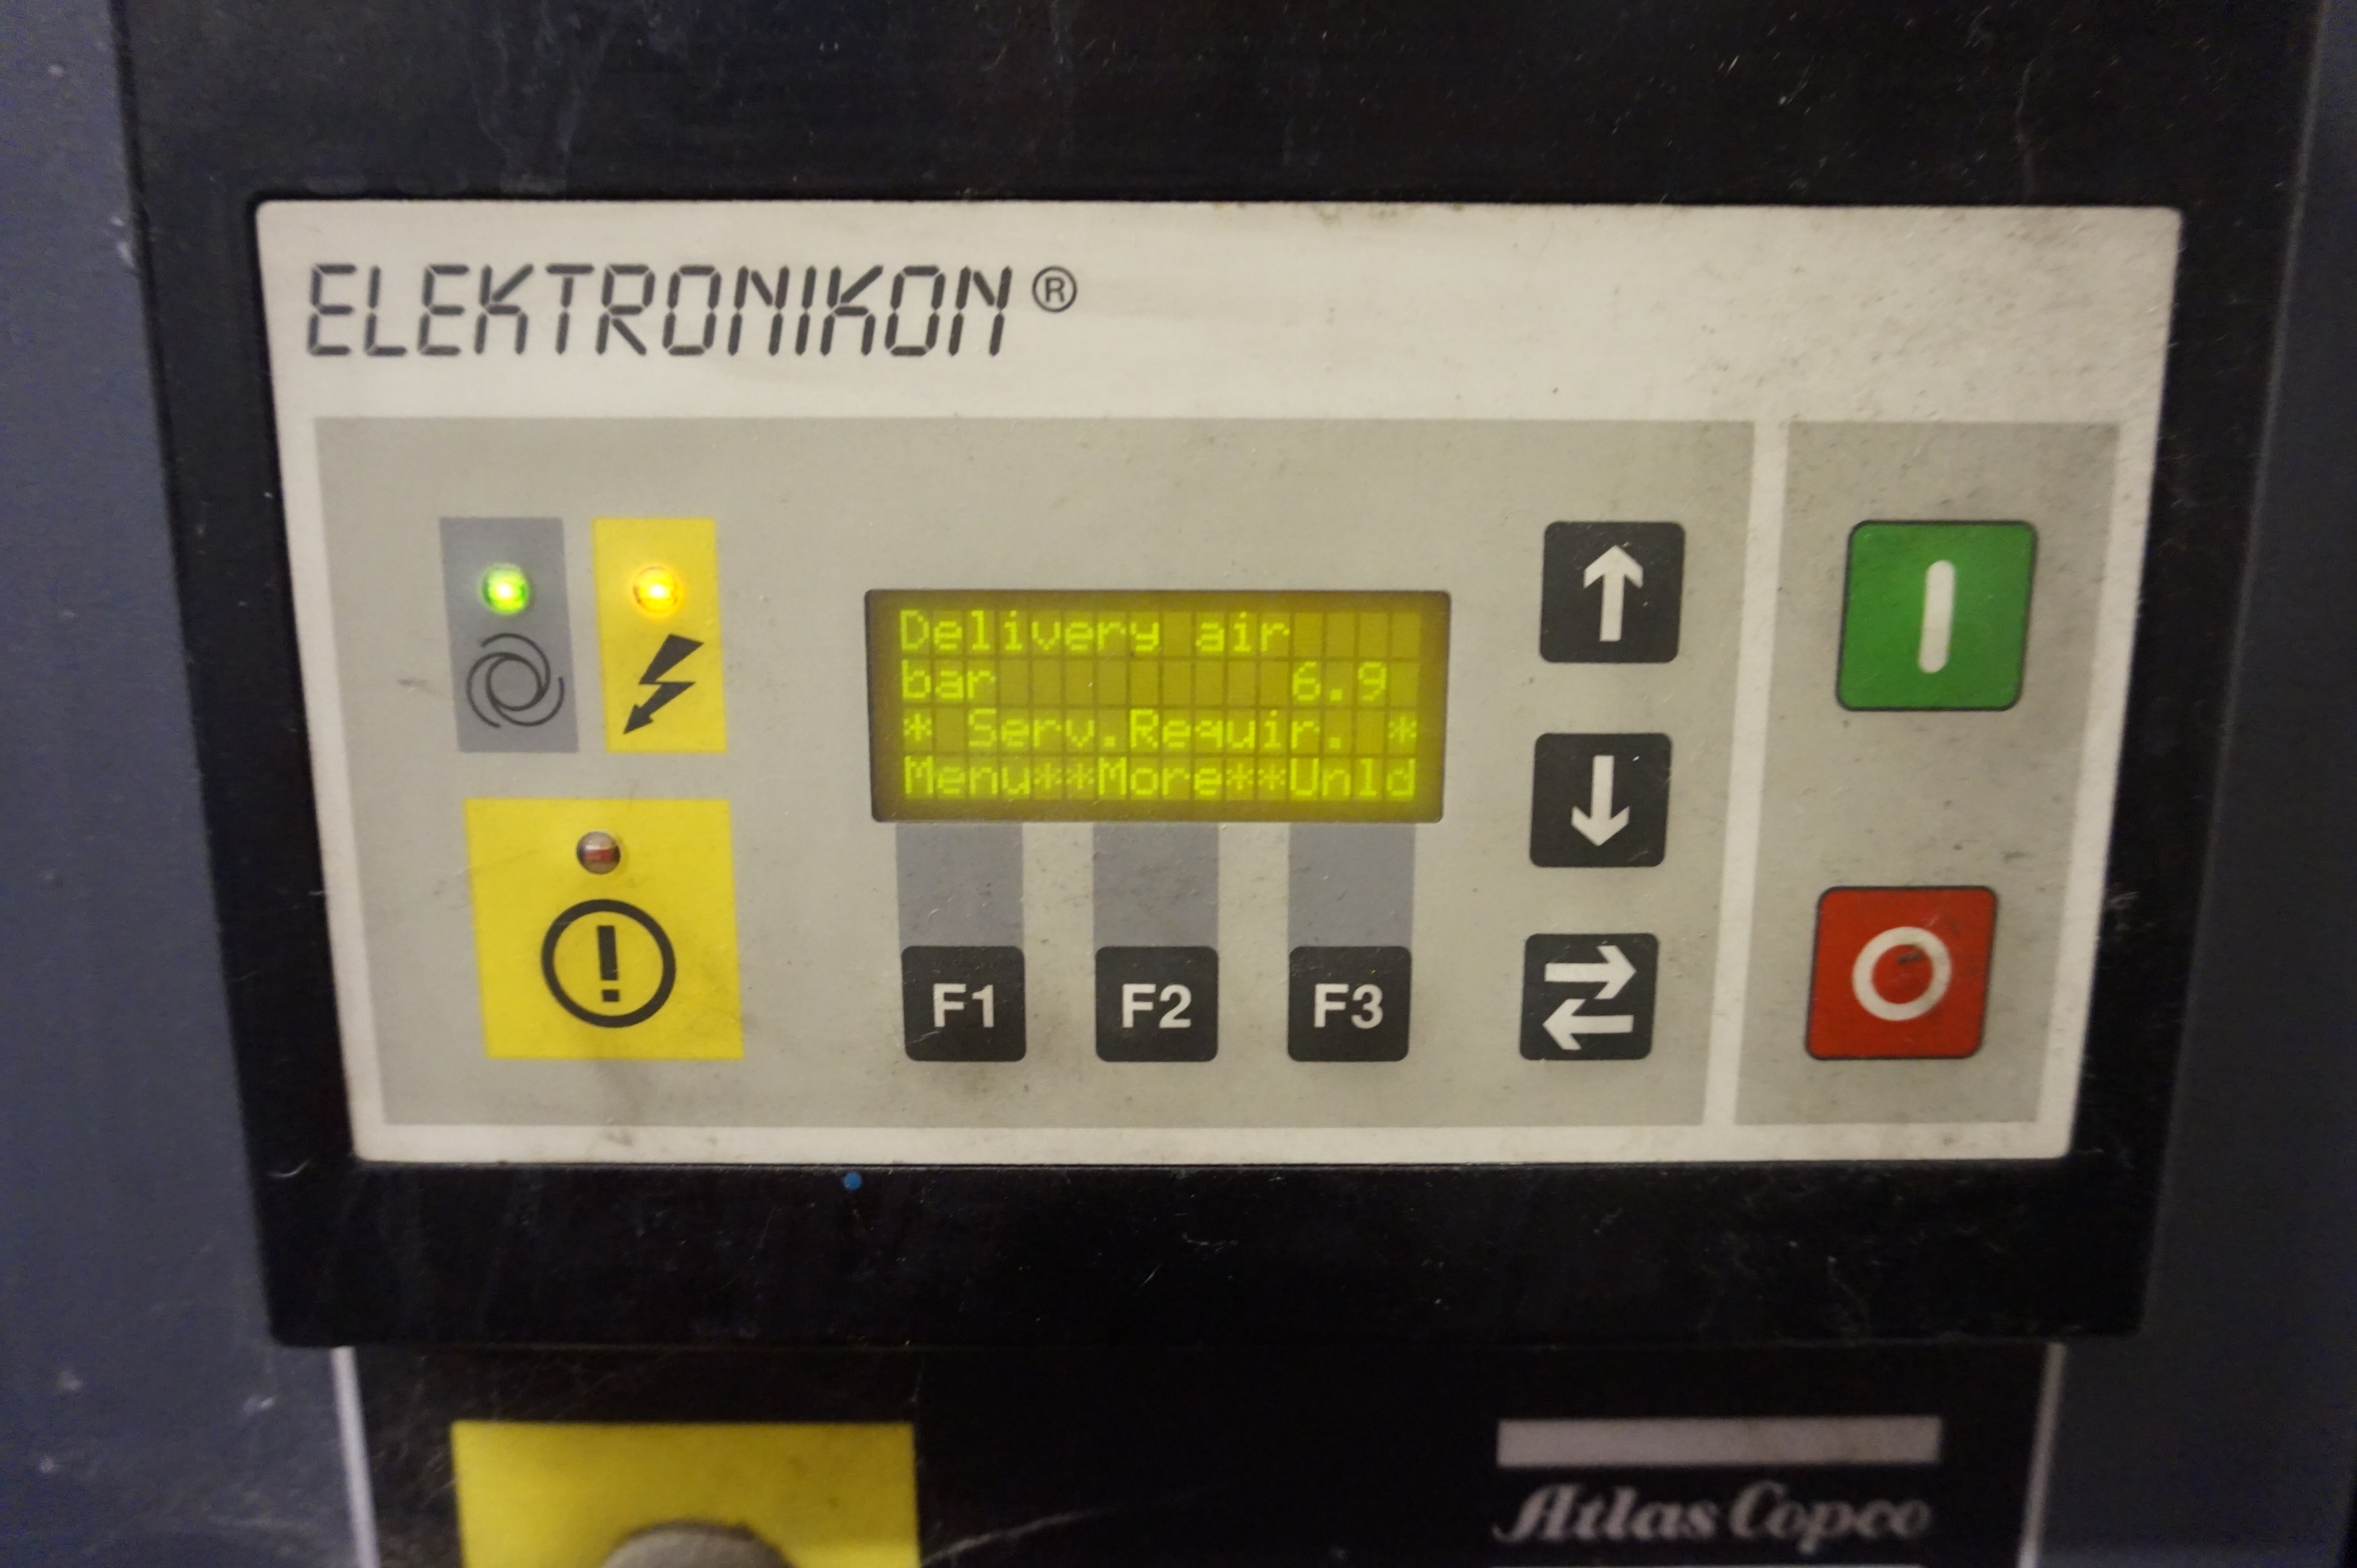 ELEKTRONIKON®
Delivery air
bar 6.9
* Serv.Requir. *
Menu**More**Unld
F1 F2 F3
Atlas Copco